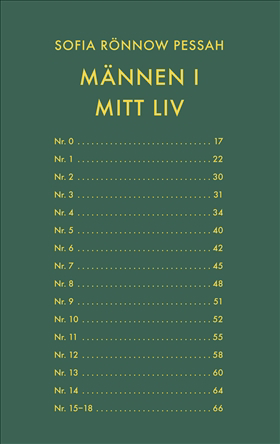 SOFIA RÖNNOW PESSAH
MÄNNEN I
MITT LIV
Nr. 0 . . . . . . . . . . . . . . . . . . . . . . . . . . . 17
Nr. 1 . . . . . . . . . . . . . . . . . . . . . . . . . . . 22
Nr. 2 . . . . . . . . . . . . . . . . . . . . . . . . . . . 30
Nr. 3 . . . . . . . . . . . . . . . . . . . . . . . . . . . 31
Nr. 4 . . . . . . . . . . . . . . . . . . . . . . . . . . . 34
Nr. 5 . . . . . . . . . . . . . . . . . . . . . . . . . . . 40
Nr. 6 . . . . . . . . . . . . . . . . . . . . . . . . . . . 42
Nr. 7 . . . . . . . . . . . . . . . . . . . . . . . . . . . 45
Nr. 8 . . . . . . . . . . . . . . . . . . . . . . . . . . . 48
Nr. 9 . . . . . . . . . . . . . . . . . . . . . . . . . . . 51
Nr. 10 . . . . . . . . . . . . . . . . . . . . . . . . . . 52
Nr. 11 . . . . . . . . . . . . . . . . . . . . . . . . . . 55
Nr. 12 . . . . . . . . . . . . . . . . . . . . . . . . . . 58
Nr. 13 . . . . . . . . . . . . . . . . . . . . . . . . . . 60
Nr. 14 . . . . . . . . . . . . . . . . . . . . . . . . . . 64
Nr. 15–18 . . . . . . . . . . . . . . . . . . . . . . . 66